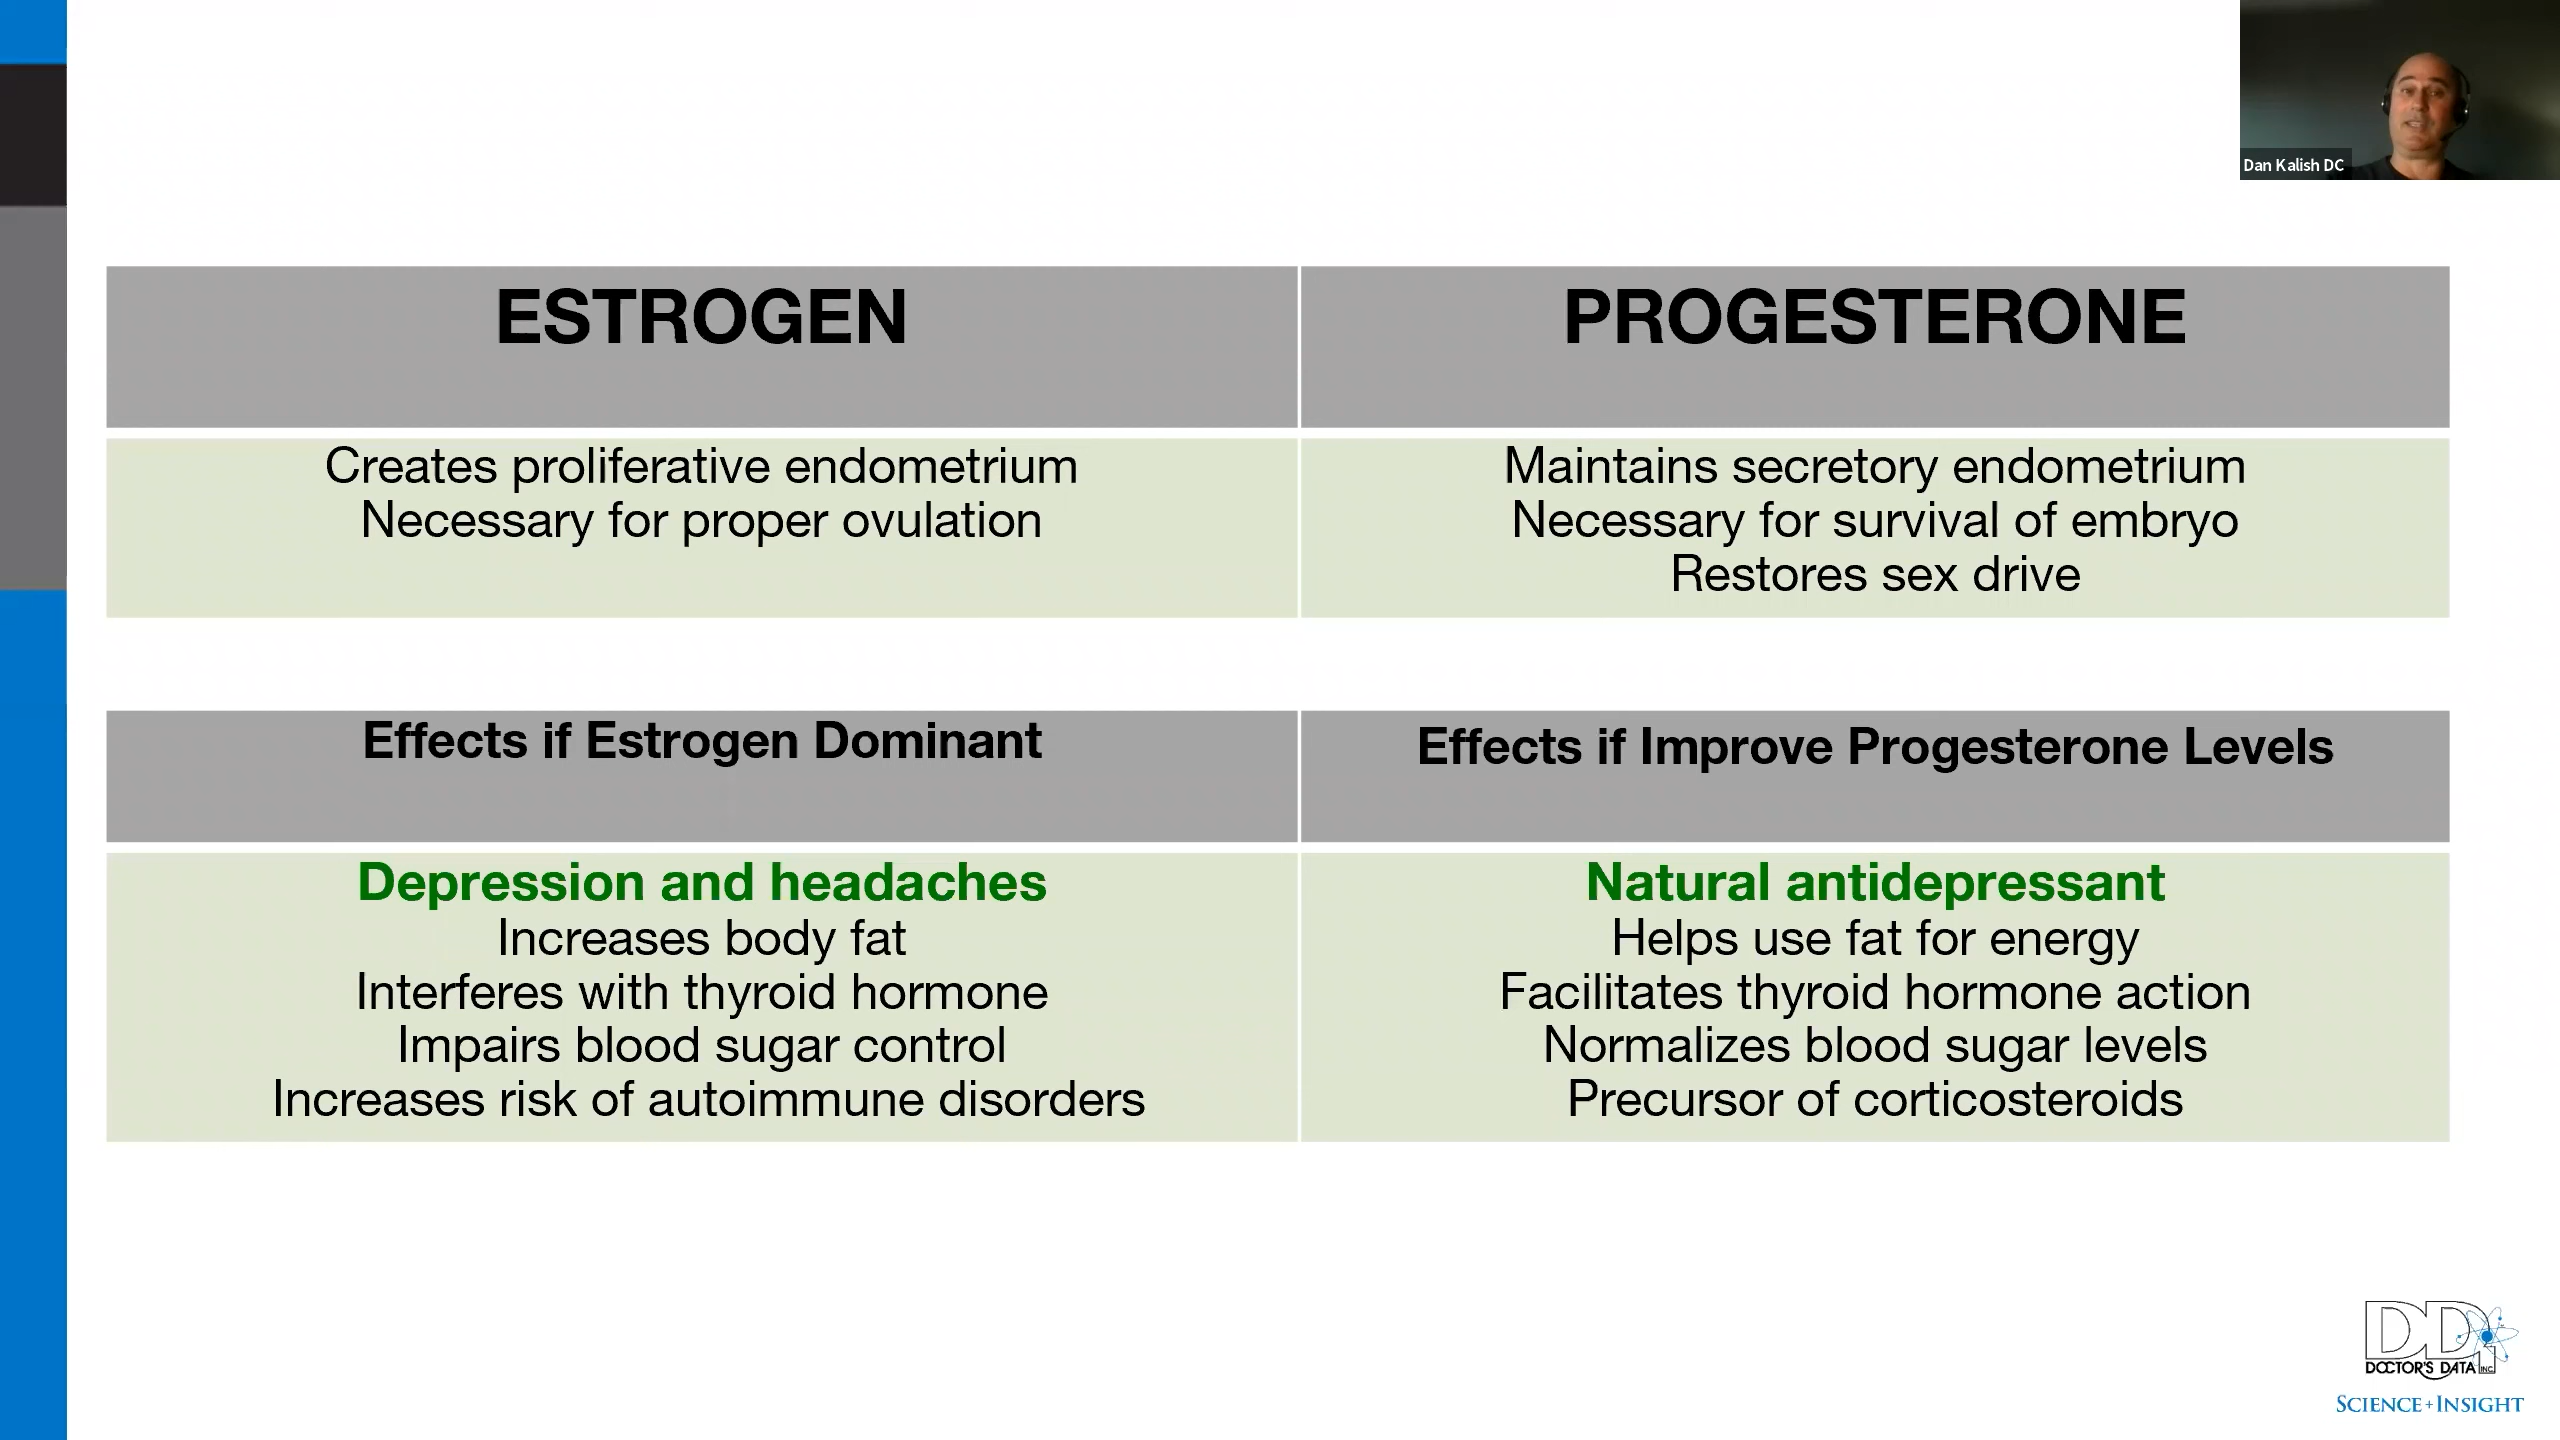 Dan Kalish DC
ESTROGEN
PROGESTERONE
Creates proliferative endometrium
Necessary for proper ovulation
Maintains secretory endometrium
Necessary for survival of embryo
Restores sex drive
Effects if Estrogen Dominant
Effects if Improve Progesterone Levels
Depression and headaches
Increases body fat
Interferes with thyroid hormone
Impairs blood sugar control
Increases risk of autoimmune disorders
Natural antidepressant
Helps use fat for energy
Facilitates thyroid hormone action
Normalizes blood sugar levels
Precursor of corticosteroids
DDI
DOCTOR'S DATA INC.
SCIENCE + INSIGHT